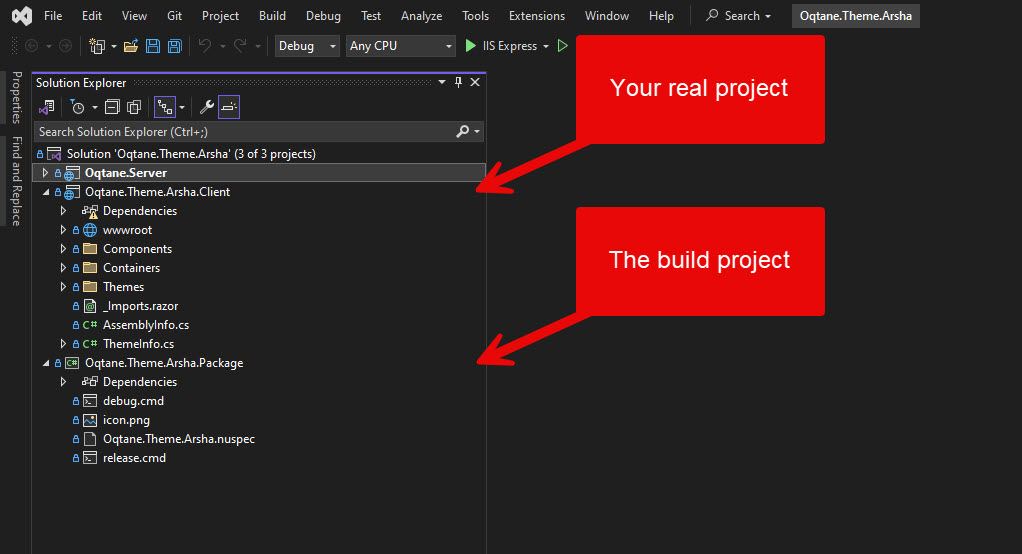 File Edit View Git Project Build Debug Test Analyze Tools Extensions Window Help Search Oqtane.Theme.Arsha
Debug Any CPU IIS Express
Your real project
Properties
Find and Replace
Solution Explorer
Search Solution Explorer (Ctrl+;)
Solution 'Oqtane.Theme.Arsha' (3 of 3 projects)
Oqtane.Server
Oqtane.Theme.Arsha.Client
Dependencies
wwwroot
Components
Containers
Themes
_Imports.razor
C# AssemblyInfo.cs
C# ThemeInfo.cs
The build project
C# Oqtane.Theme.Arsha.Package
Dependencies
debug.cmd
icon.png
Oqtane.Theme.Arsha.nuspec
release.cmd